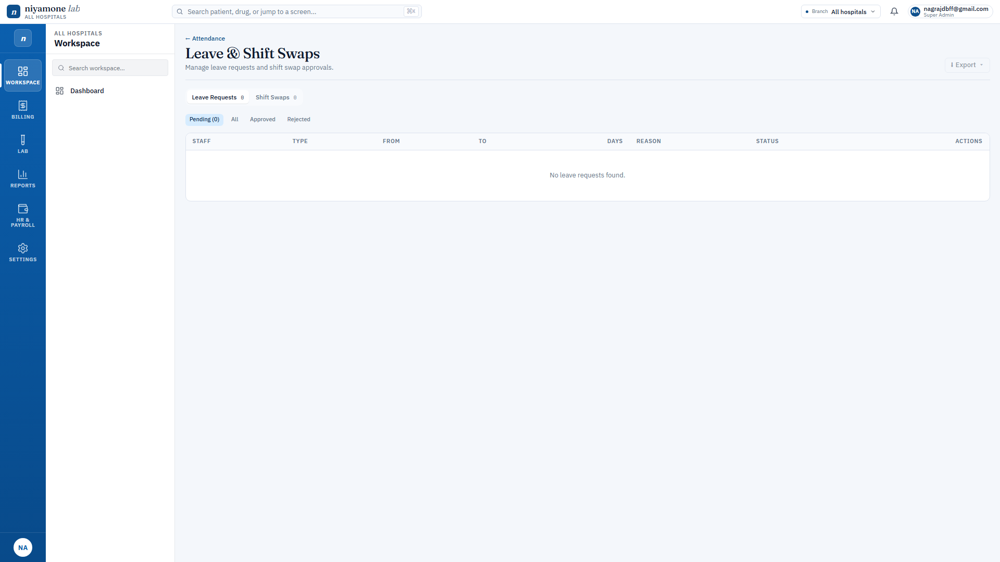 n niyamone lab
ALL HOSPITALS
Search patient, drug, or jump to a screen...
⌘K
Branch All hospitals
NA nagrajdbff@gmail.com
Super Admin
n
WORKSPACE
BILLING
LAB
REPORTS
HR &
PAYROLL
SETTINGS
NA
ALL HOSPITALS
Workspace
Search workspace...
Dashboard
← Attendance
Leave & Shift Swaps
Manage leave requests and shift swap approvals.
Export
Leave Requests 0 Shift Swaps 0
Pending (0) All Approved Rejected
STAFF TYPE FROM TO DAYS REASON STATUS ACTIONS
No leave requests found.